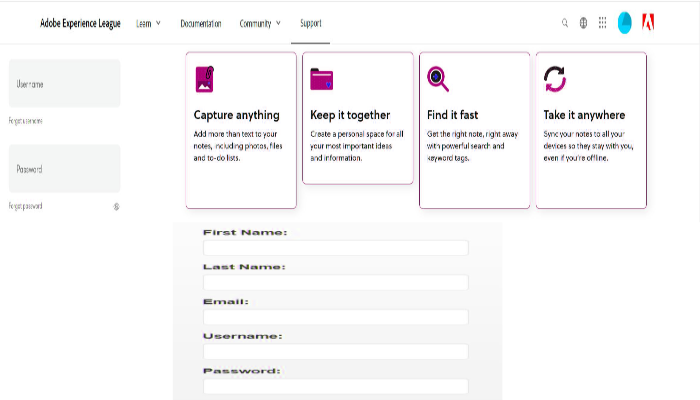 Adobe Experience League
Learn
Documentation
Community
Support
Username
Forgot username
Password
Forgot password
Capture anything
Add more than text to your
notes, including photos, files
and to-do lists.
Keep it together
Create a personal space for all
your most important ideas
and information.
Find it fast
Get the right note, right away
with powerful search and
keyword tags.
Take it anywhere
Sync your notes to all your
devices so they stay with you,
even if you're offline.
First Name:
Last Name:
Email:
Username:
Password: